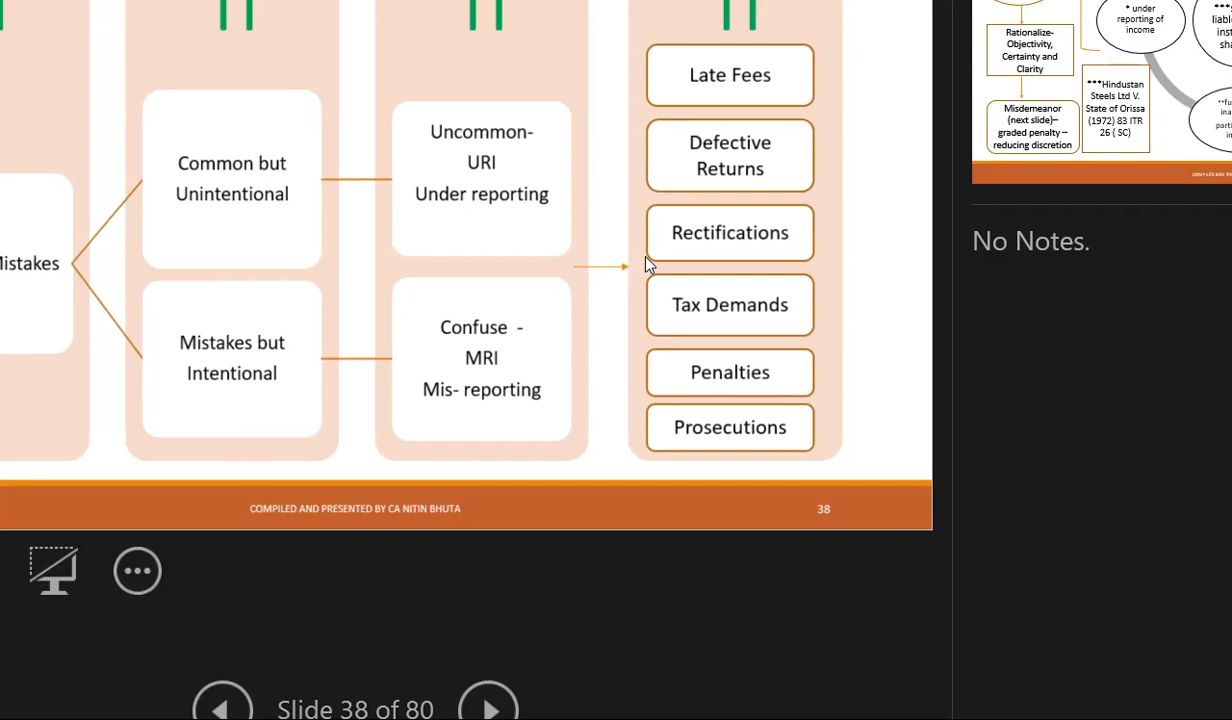 Mistakes
Common but
Unintentional
Mistakes but
Intentional
Uncommon-
URI
Under reporting
Confuse -
MRI
Mis- reporting
Late Fees
Defective
Returns
Rectifications
Tax Demands
Penalties
Prosecutions
COMPILED AND PRESENTED BY CA NITIN BHUTA
38
Slide 38 of 80
* under
reporting of
income
Rationalize-
Objectivity,
Certainty and
Clarity
Misdemeanor
(next slide)–
graded penalty –
reducing discretion
***Hindustan
Steels Ltd V.
State of Orissa
(1972) 83 ITR
26 ( SC)
No Notes.